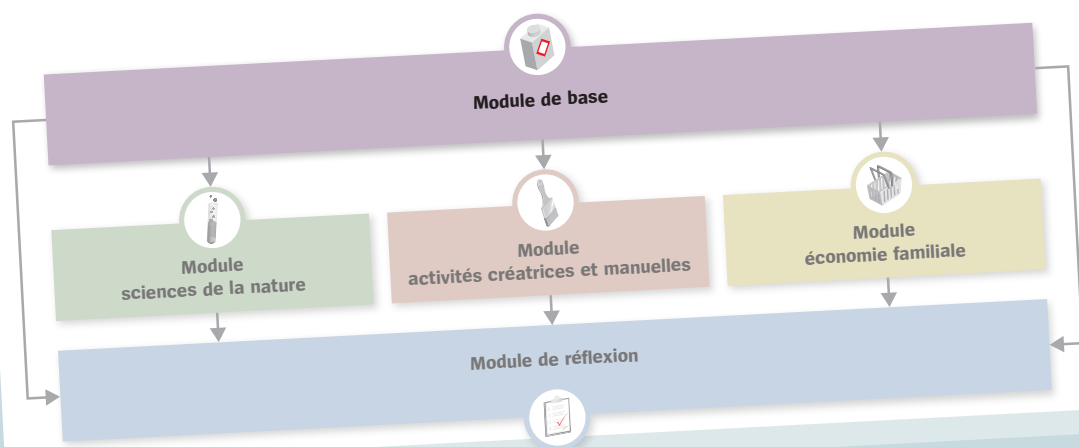 Module de base
Module
sciences de la nature
Module
activités créatrices et manuelles
Module
économie familiale
Module de réflexion